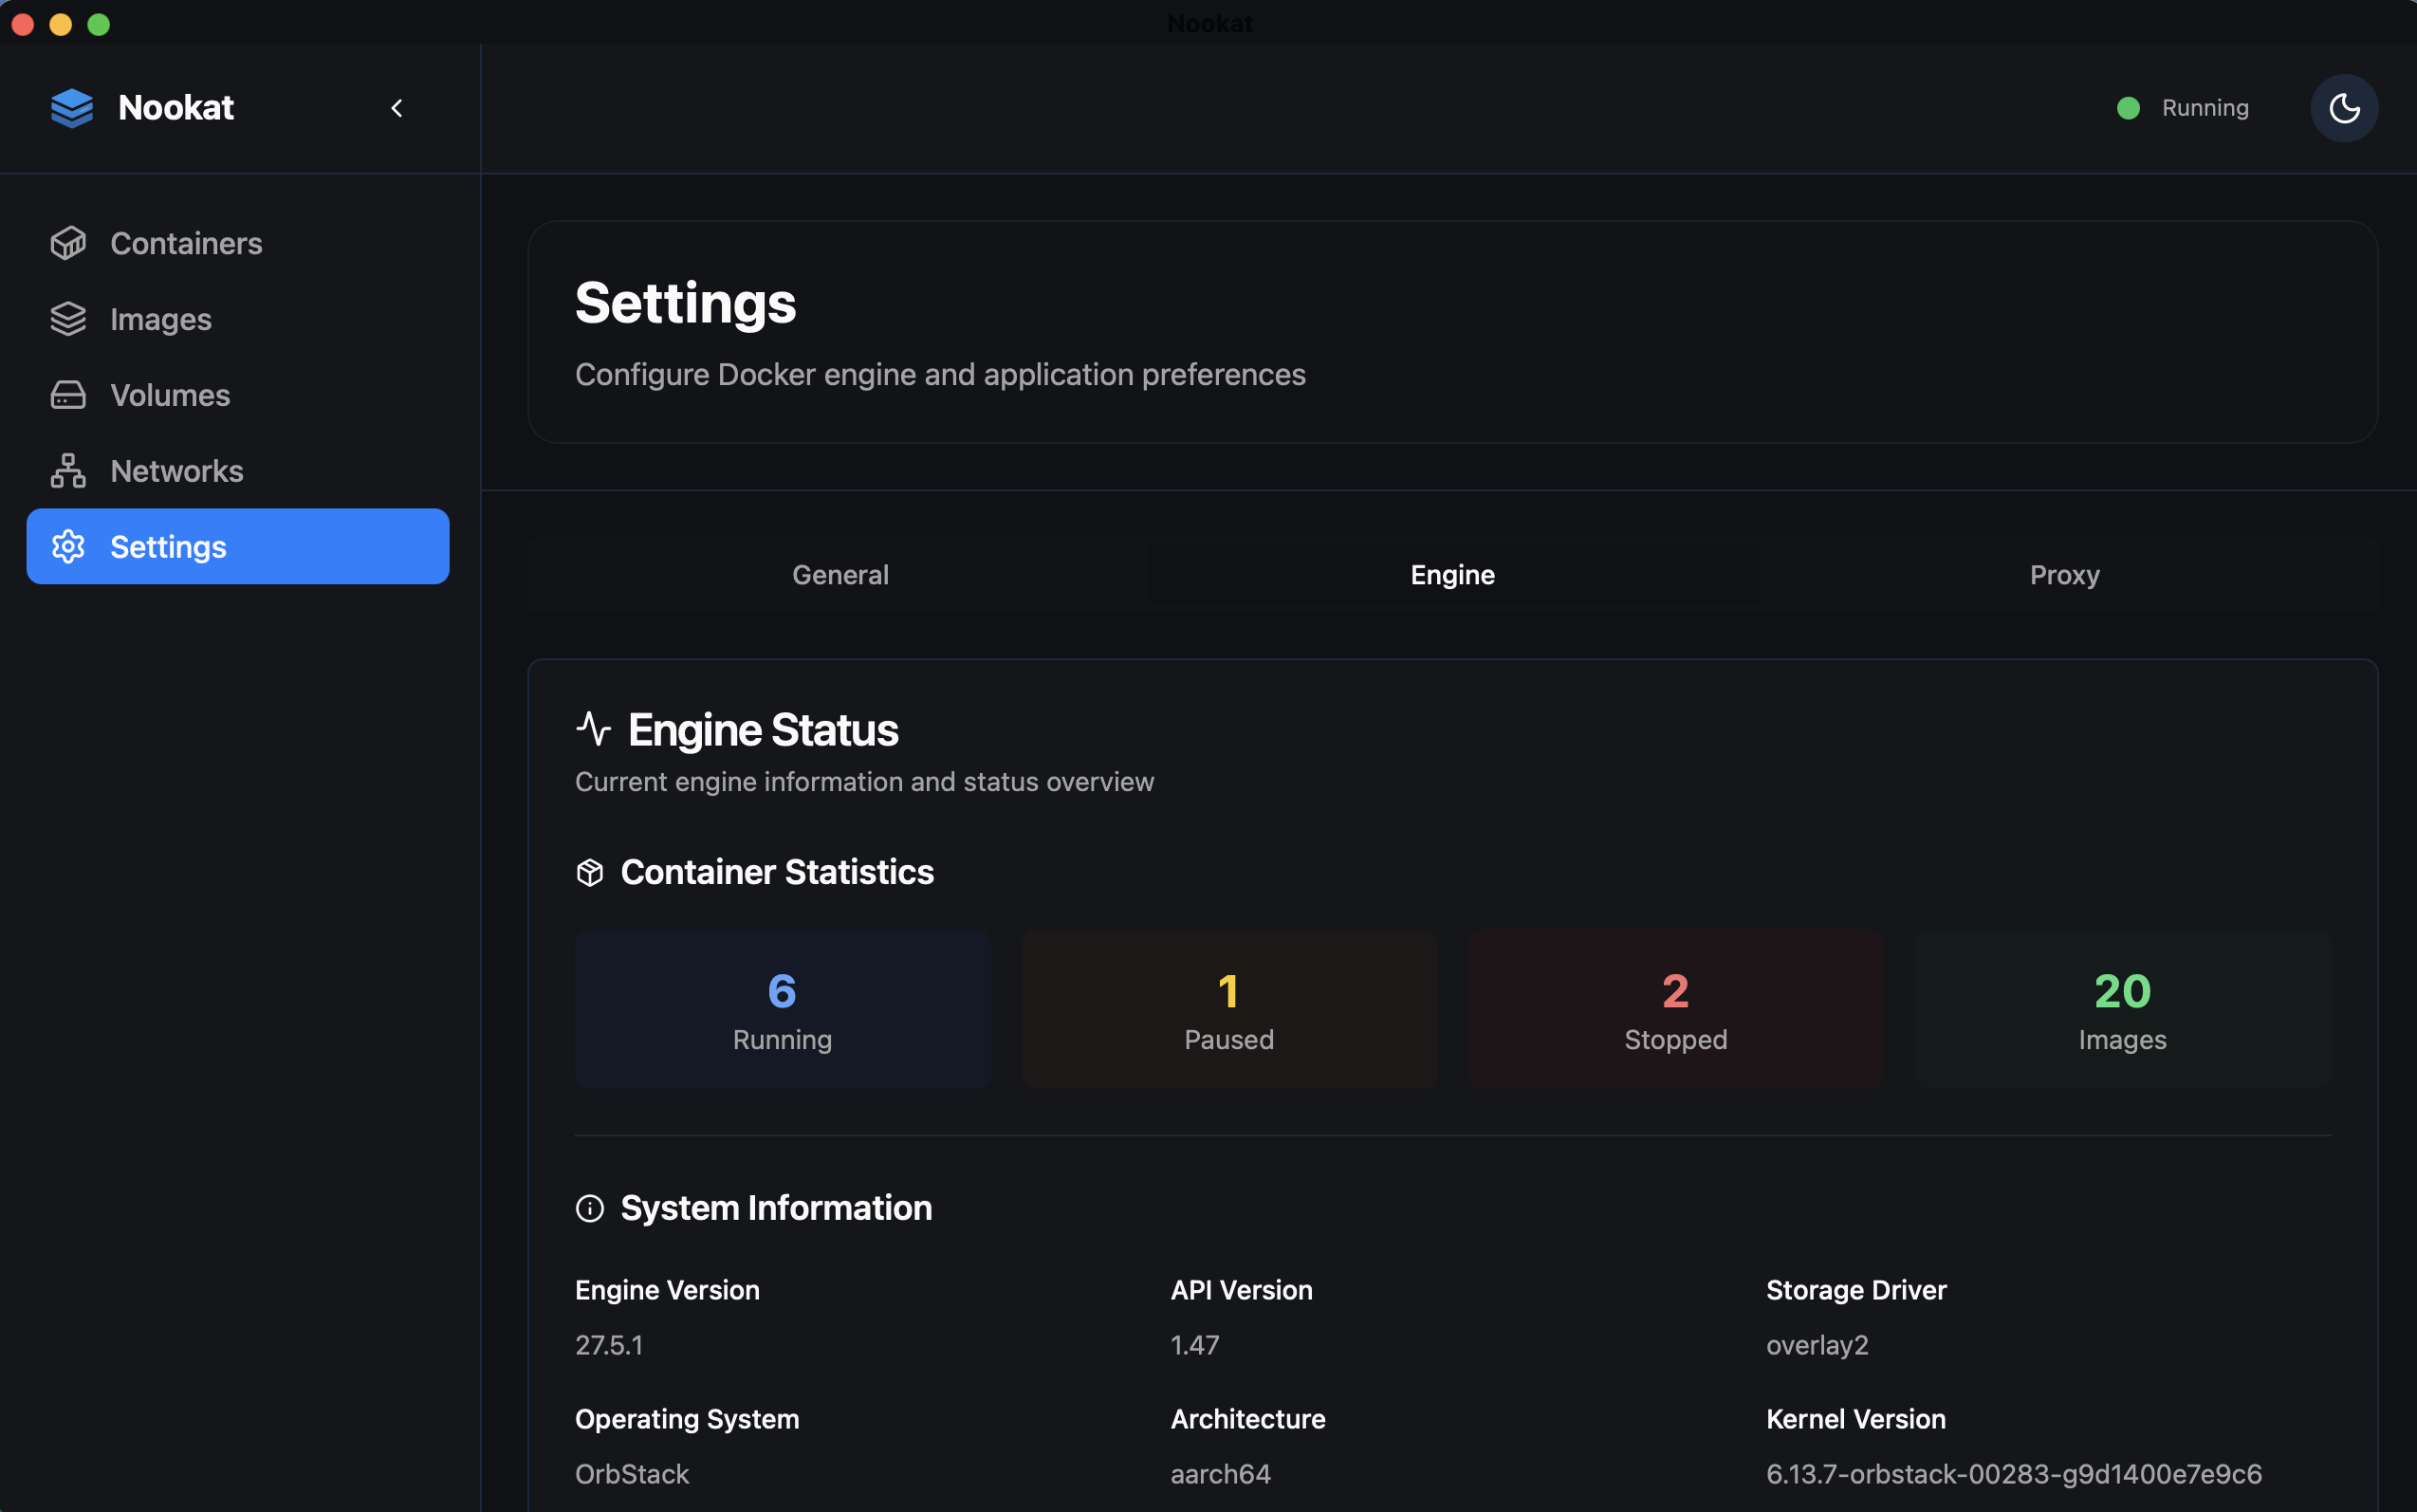 Nookat
Nookat
Running
Containers
Images
Volumes
Networks
Settings
Settings
Configure Docker engine and application preferences
General Engine Proxy
Engine Status
Current engine information and status overview
Container Statistics
6 1 2 20
Running Paused Stopped Images
System Information
Engine Version API Version Storage Driver
27.5.1 1.47 overlay2
Operating System Architecture Kernel Version
OrbStack aarch64 6.13.7-orbstack-00283-g9d1400e7e9c6